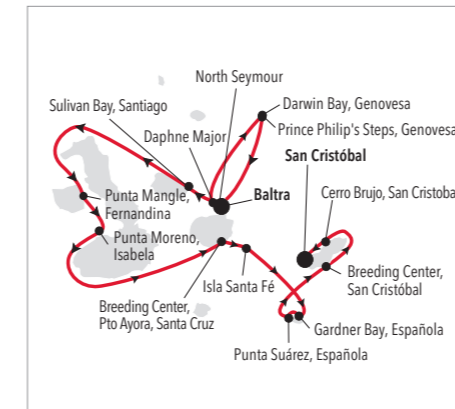 North Seymour
Sulivan Bay, Santiago
Darwin Bay, Genovesa
Daphne Major
Prince Philip's Steps, Genovesa
San Cristóbal
Punta Mangle,
Fernandina
Baltra
Cerro Brujo, San Cristobal
Punta Moreno,
Isabela
Breeding Center,
San Cristóbal
Isla Santa Fé
Breeding Center,
Pto Ayora, Santa Cruz
Gardner Bay, Española
Punta Suárez, Española